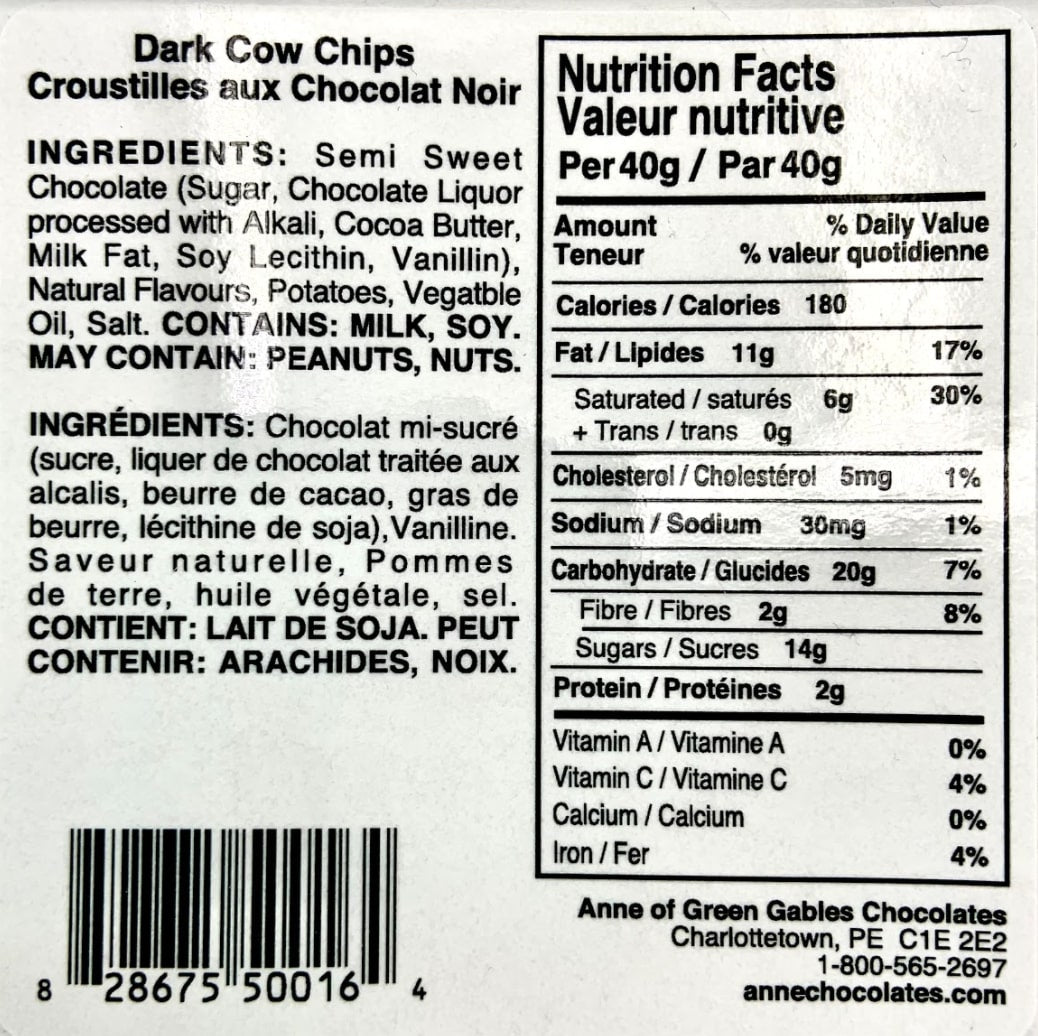 Dark Cow Chips
Croustilles aux Chocolat Noir
INGREDIENTS: Semi Sweet
Chocolate (Sugar, Chocolate Liquor
processed with Alkali, Cocoa Butter,
Milk Fat, Soy Lecithin, Vanillin),
Natural Flavours, Potatoes, Vegatble
Oil, Salt. CONTAINS: MILK, SOY.
MAY CONTAIN: PEANUTS, NUTS.
INGRÉDIENTS: Chocolat mi-sucré
(sucre, liquer de chocolat traitée aux
alcalis, beurre de cacao, gras de
beurre, lécithine de soja),Vanilline.
Saveur naturelle, Pommes
de terre, huile végétale, sel.
CONTIENT: LAIT DE SOJA. PEUT
CONTENIR: ARACHIDES, NOIX.
8 28675 50016 4
Nutrition Facts
Valeur nutritive
Per 40g / Par 40g
Amount % Daily Value
Teneur % valeur quotidienne
Calories / Calories 180
Fat / Lipides 11g 17%
Saturated / saturés 6g 30%
+ Trans / trans 0g
Cholesterol / Cholestérol 5mg 1%
Sodium / Sodium 30mg 1%
Carbohydrate / Glucides 20g 7%
Fibre / Fibres 2g 8%
Sugars / Sucres 14g
Protein / Protéines 2g
Vitamin A / Vitamine A 0%
Vitamin C / Vitamine C 4%
Calcium / Calcium 0%
Iron / Fer 4%
Anne of Green Gables Chocolates
Charlottetown, PE C1E 2E2
1-800-565-2697
annechocolates.com